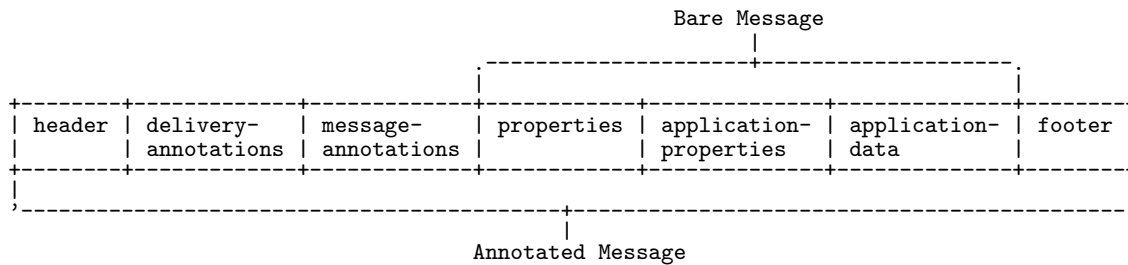 Bare Message
header | delivery- | message- | properties | application- | application- | footer
annotations | annotations | properties | data
Annotated Message